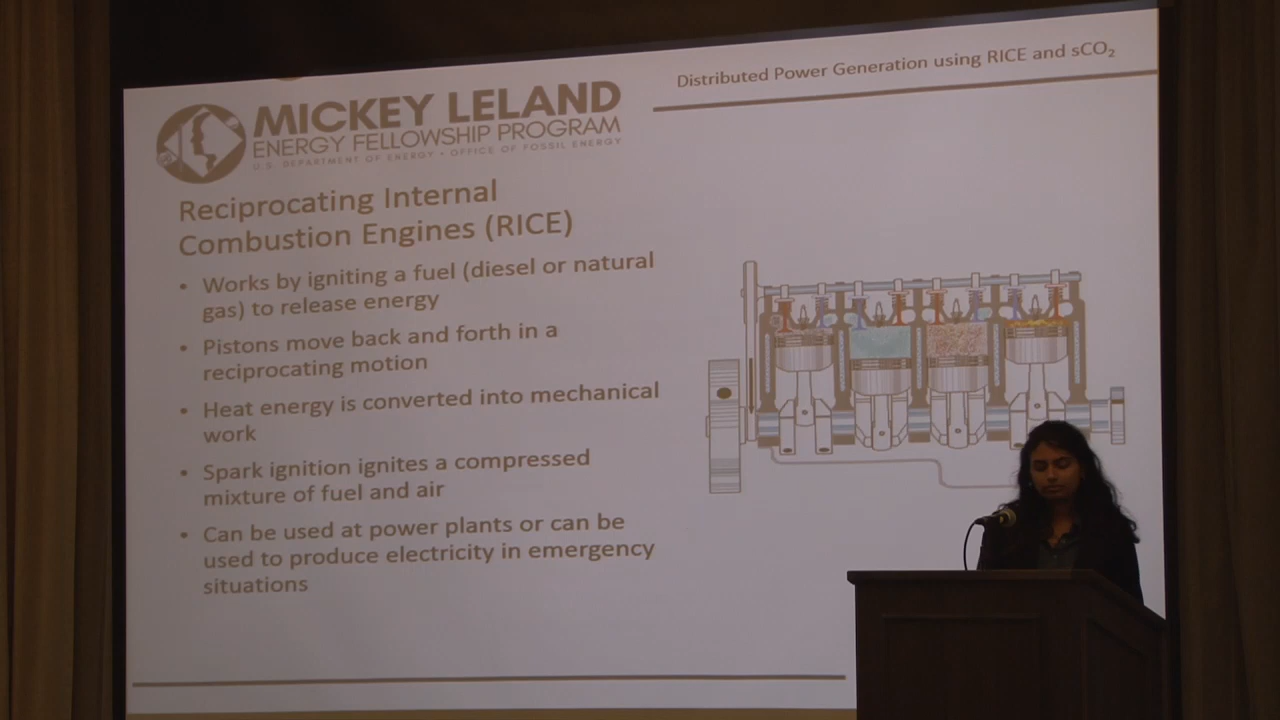 Distributed Power Generation using RICE and sCO₂
MICKEY LELAND
ENERGY FELLOWSHIP PROGRAM
U.S. DEPARTMENT OF ENERGY • OFFICE OF FOSSIL ENERGY
Reciprocating Internal
Combustion Engines (RICE)
• Works by igniting a fuel (diesel or natural
gas) to release energy
• Pistons move back and forth in a
reciprocating motion
• Heat energy is converted into mechanical
work
• Spark ignition ignites a compressed
mixture of fuel and air
• Can be used at power plants or can be
used to produce electricity in emergency
situations